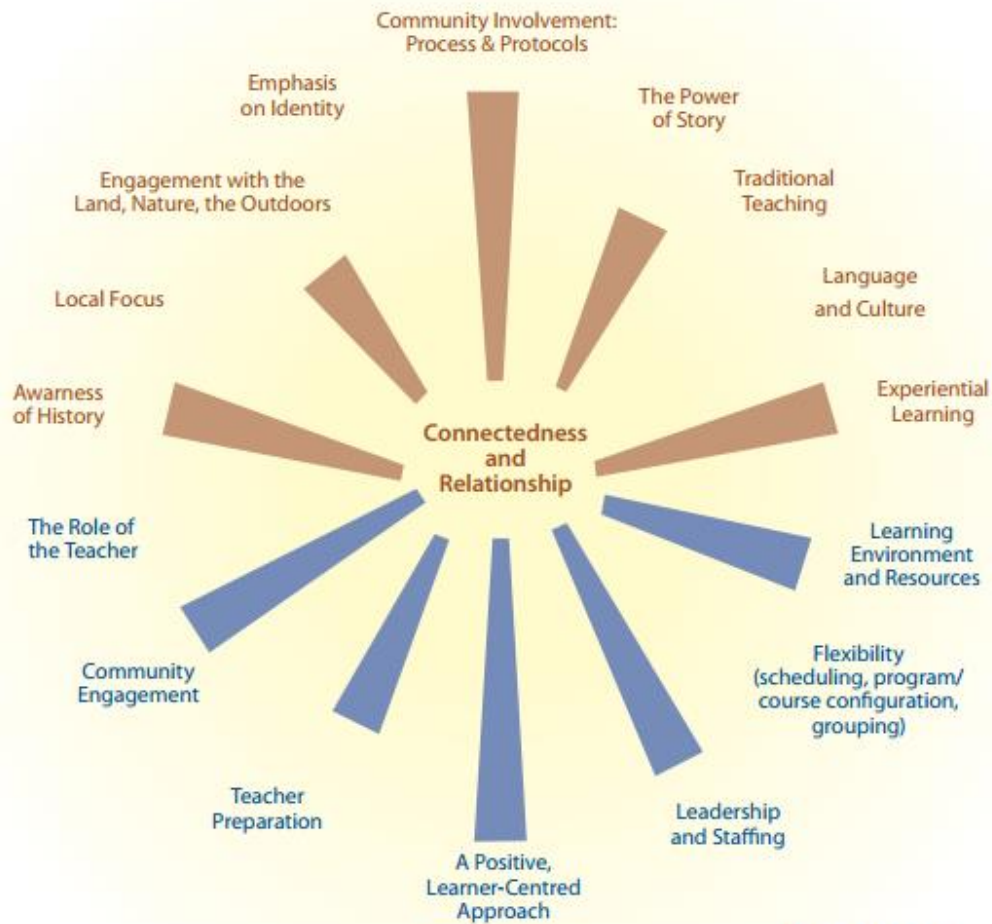 Community Involvement:
Process & Protocols
Emphasis
on Identity
The Power
of Story
Engagement with the
Land, Nature, the Outdoors
Traditional
Teaching
Local Focus
Language
and Culture
Awarness
of History
Experiential
Learning
Connectedness
and
Relationship
The Role of
the Teacher
Learning
Environment
and Resources
Community
Engagement
Flexibility
(scheduling, program/
course configuration,
grouping)
Teacher
Preparation
Leadership
and Staffing
A Positive,
Learner-Centred
Approach